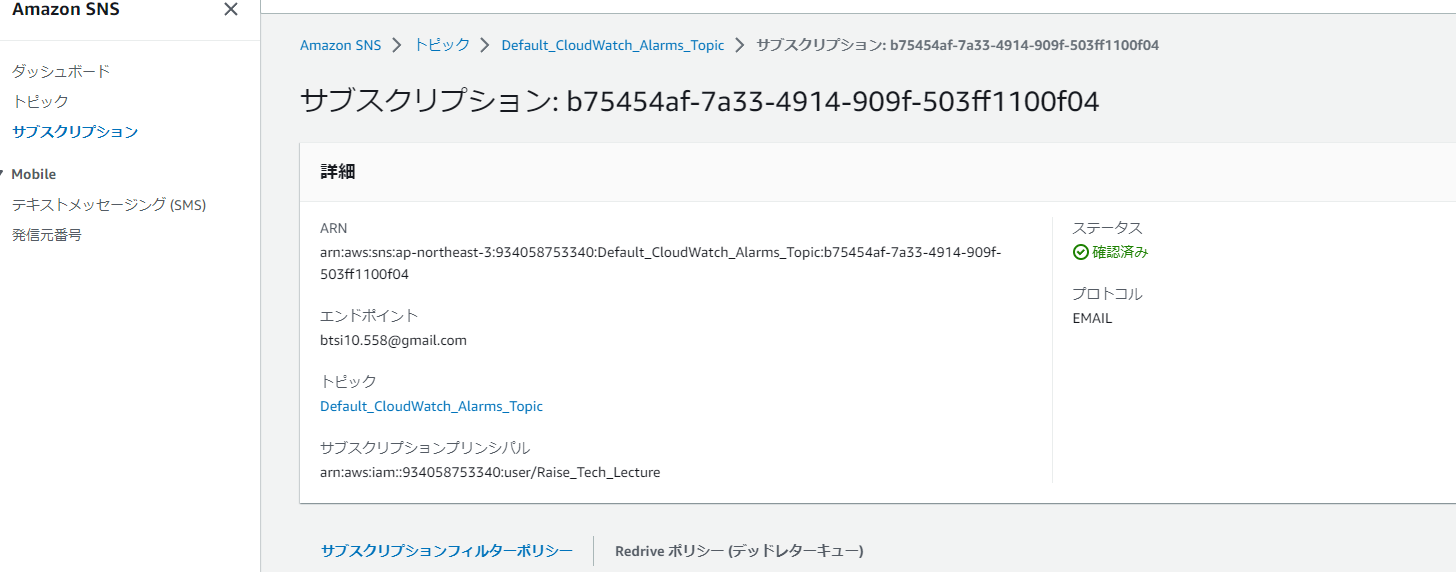 Amazon SNS
ダッシュボード
トピック
サブスクリプション
Mobile
テキストメッセージング (SMS)
発信元番号
Amazon SNS
トピック
Default_CloudWatch_Alarms_Topic
サブスクリプション: b75454af-7a33-4914-909f-503ff1100f04
サブスクリプション: b75454af-7a33-4914-909f-503ff1100f04
詳細
ARN
arn:aws:sns:ap-northeast-3:934058753340:Default_CloudWatch_Alarms_Topic:b75454af-7a33-4914-909f-
503ff1100f04
エンドポイント
btsi10.558@gmail.com
トピック
Default_CloudWatch_Alarms_Topic
サブスクリプションプリンシパル
arn:aws:iam::934058753340:user/Raise_Tech_Lecture
ステータス
確認済み
プロトコル
EMAIL
サブスクリプションフィルターポリシー
Redrive ポリシー (デッドレターキュー)